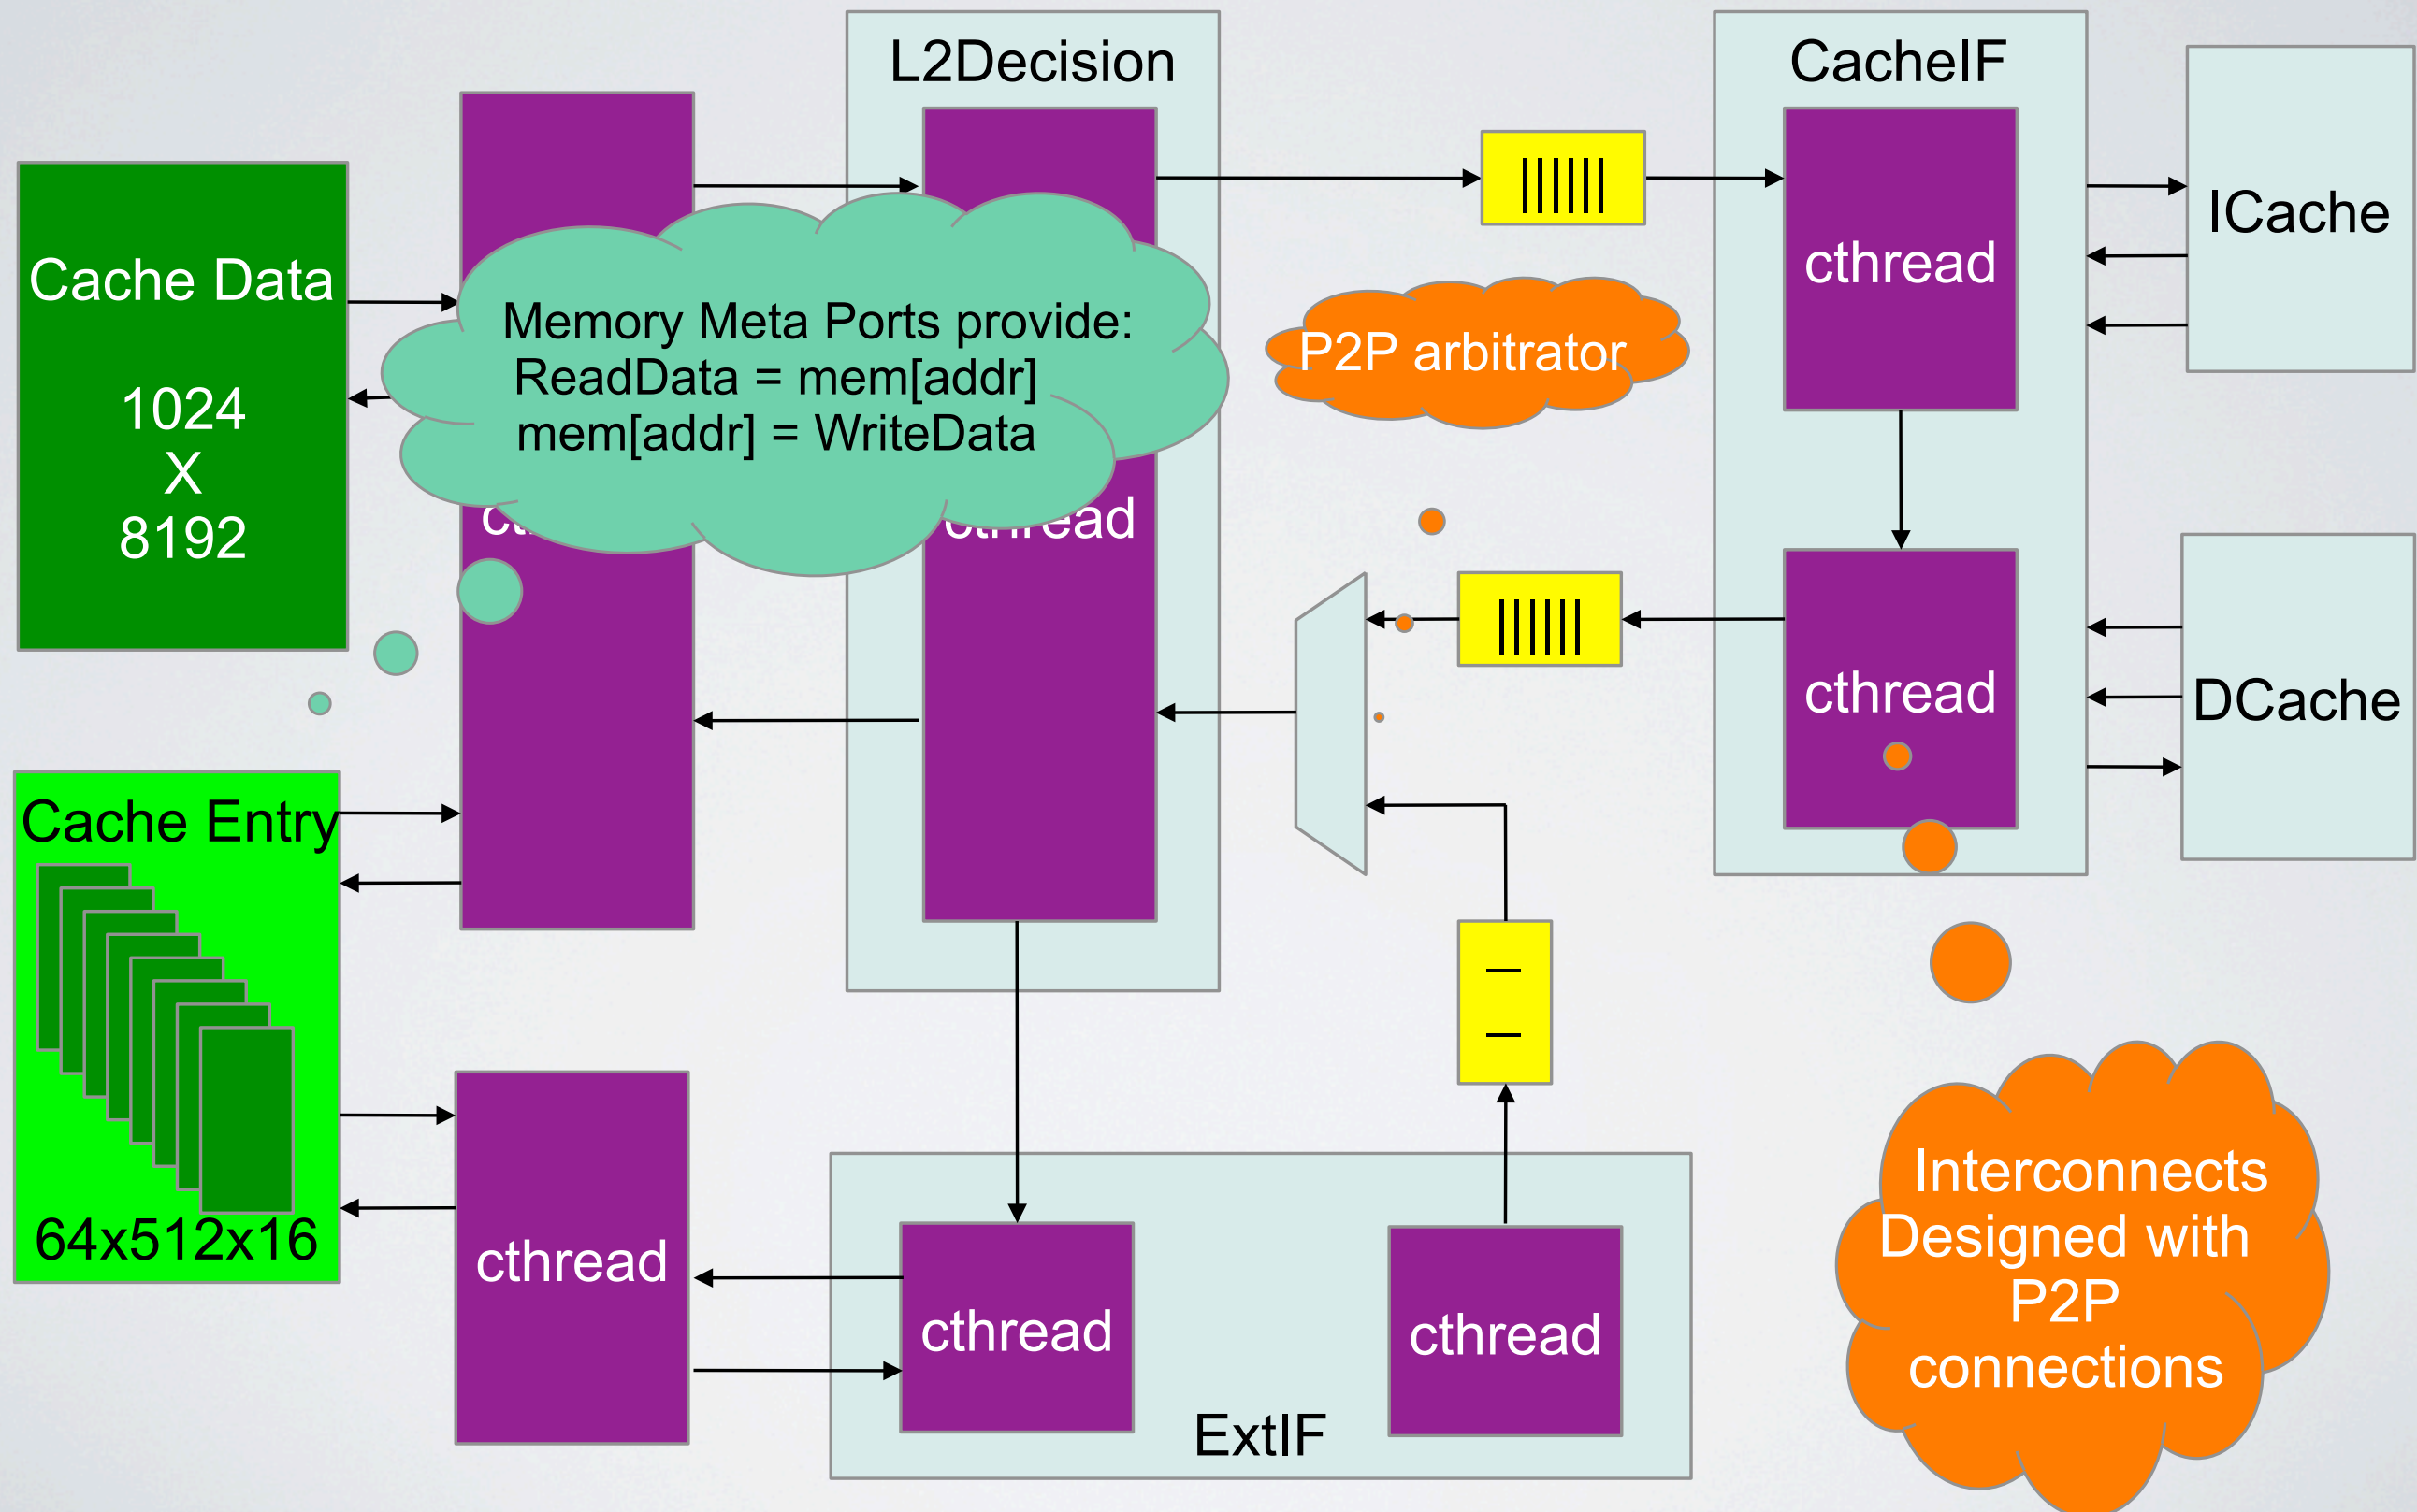 L2Decision
CacheIF
Cache Data
1024
X
8192
Memory Meta Ports provide:
ReadData = mem[addr]
mem[addr] = WriteData
cthread
P2P arbitrator
cthread
ICache
cthread
DCache
Cache Entry
64x512x16
cthread
cthread
cthread
ExtIF
Interconnects
Designed with
P2P
connections